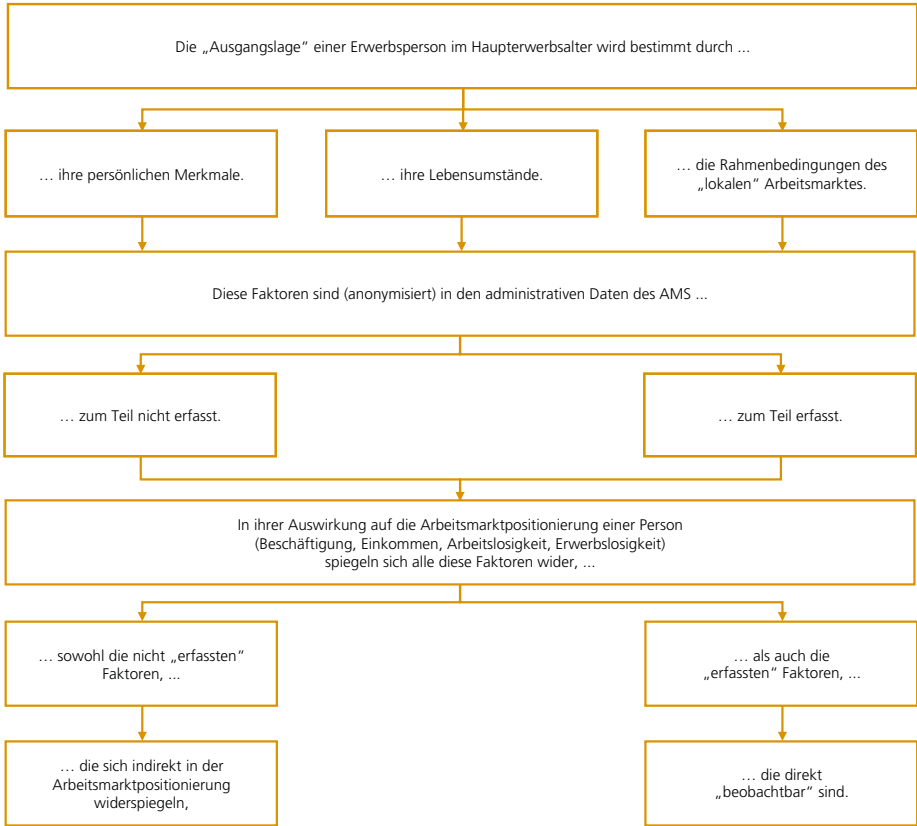 Die „Ausgangslage“ einer Erwerbsperson im Haupterwerbsalter wird bestimmt durch ...
… ihre persönlichen Merkmale.
… ihre Lebensumstände.
… die Rahmenbedingungen des
„lokalen“ Arbeitsmarktes.
Diese Faktoren sind (anonymisiert) in den administrativen Daten des AMS ...
… zum Teil nicht erfasst.
… zum Teil erfasst.
In ihrer Auswirkung auf die Arbeitsmarktpositionierung einer Person
(Beschäftigung, Einkommen, Arbeitslosigkeit, Erwerbslosigkeit)
spiegeln sich alle diese Faktoren wider, ...
… sowohl die nicht „erfassten“
Faktoren, ...
… als auch die
„erfassten“ Faktoren, ...
… die sich indirekt in der
Arbeitsmarktpositionierung
widerspiegeln,
… die direkt
„beobachtbar“ sind.